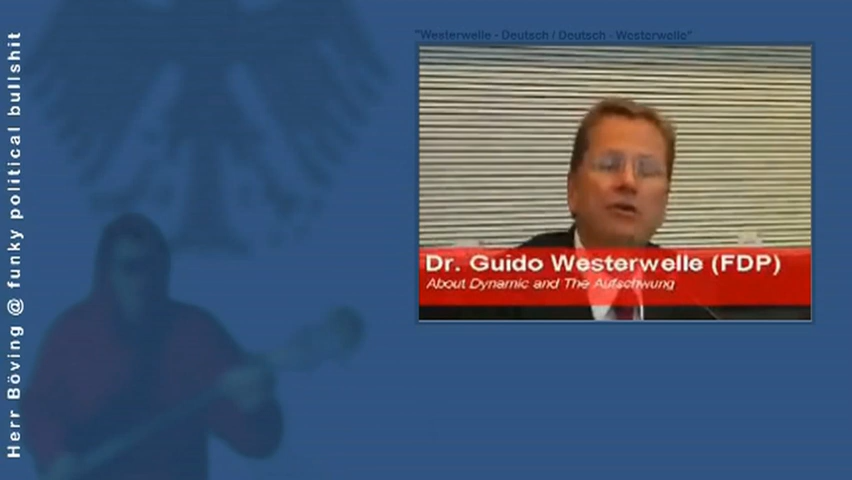 Herr Böving @ funky political bullshit
"Westerwelle - Deutsch / Deutsch - Westerwelle"
Dr. Guido Westerwelle (FDP)
About Dynamic and The Aufschwung